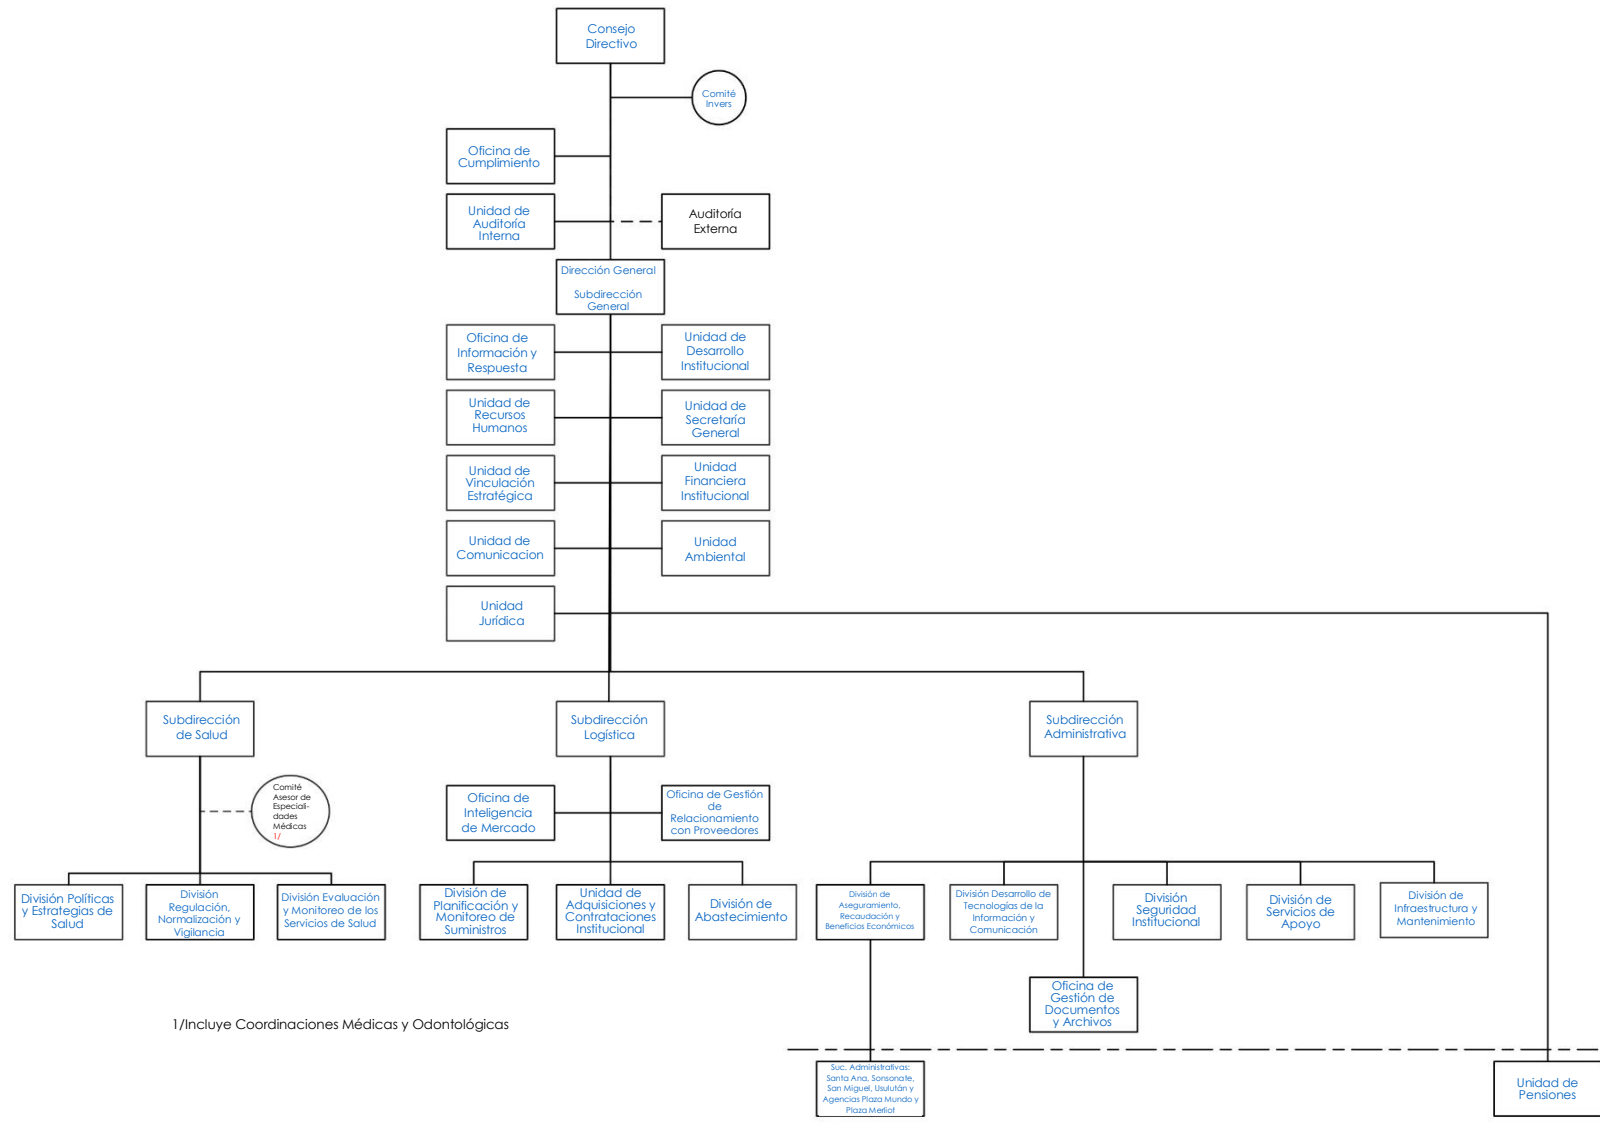 Consejo
Directivo
Comité
Invers
Oficina de
Cumplimiento
Unidad de
Auditoría
Interna
Auditoría
Externa
Dirección General
Subdirección
General
Oficina de
Información y
Respuesta
Unidad de
Desarrollo
Institucional
Unidad de
Recursos
Humanos
Unidad de
Secretaría
General
Unidad de
Vinculación
Estratégica
Unidad
Financiera
Institucional
Unidad de
Comunicacion
Unidad
Ambiental
Unidad
Jurídica
Subdirección
de Salud
Subdirección
Logística
Subdirección
Administrativa
Comité
Asesor de
Especiali-
dades
Médicas
1/
Oficina de
Inteligencia
de Mercado
Oficina de Gestión
de
Relacionamiento
con Proveedores
División Políticas
y Estrategias de
Salud
División
Regulación,
Normalización y
Vigilancia
División Evaluación
y Monitoreo de los
Servicios de Salud
División de
Planificación y
Monitoreo de
Suministros
Unidad de
Adquisiciones y
Contrataciones
Institucional
División de
Abastecimiento
División de
Aseguramiento,
Recaudación y
Beneficios Económicos
División Desarrollo de
Tecnologías de la
Información y
Comunicación
División
Seguridad
Institucional
División de
Servicios de
Apoyo
División de
Infraestructura y
Mantenimiento
Oficina de
Gestión de
Documentos
y Archivos
1/Incluye Coordinaciones Médicas y Odontológicas
Suc. Administrativas:
Santa Ana, Sonsonate,
San Miguel, Usulután y
Agencias Plaza Mundo y
Plaza Merliot
Unidad de
Pensiones